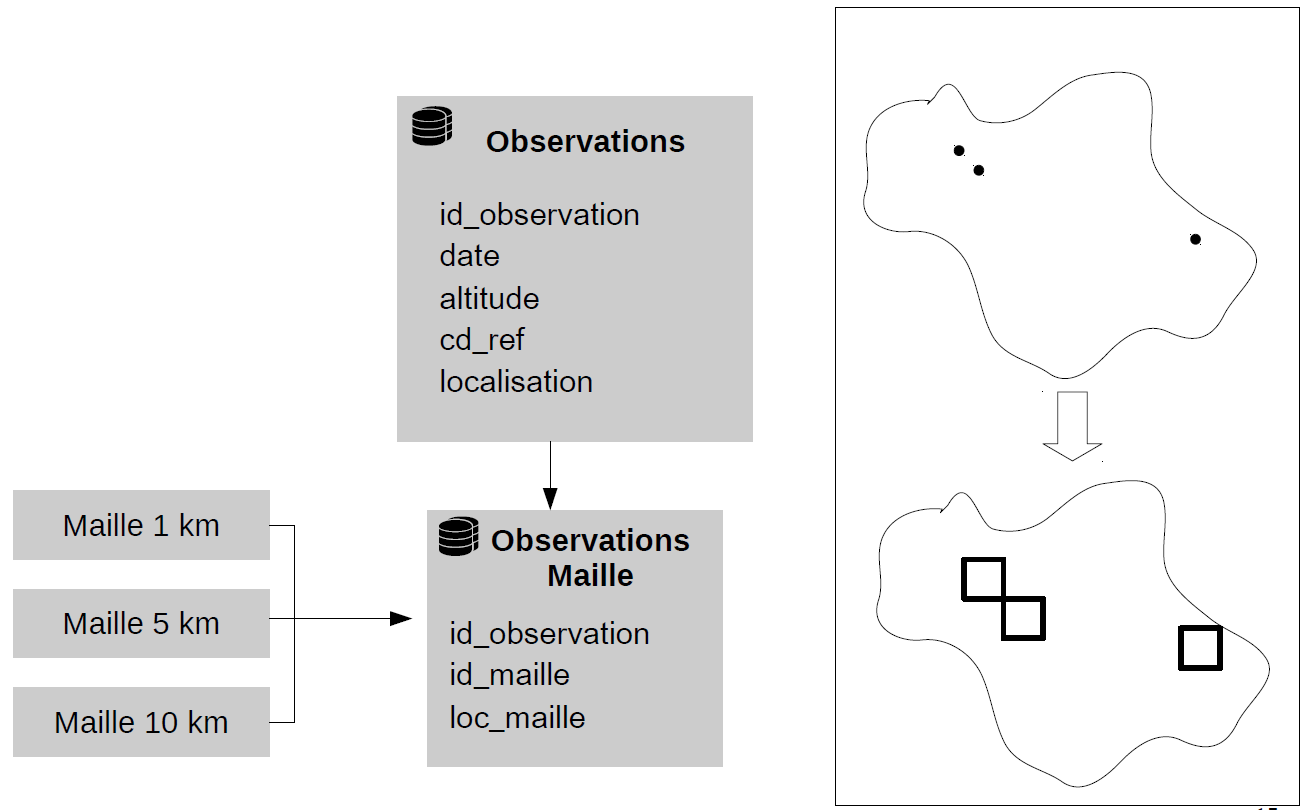 Observations
id_observation
date
altitude
cd_ref
localisation
Maille 1 km
Maille 5 km
Maille 10 km
Observations
Maille
id_observation
id_maille
loc_maille